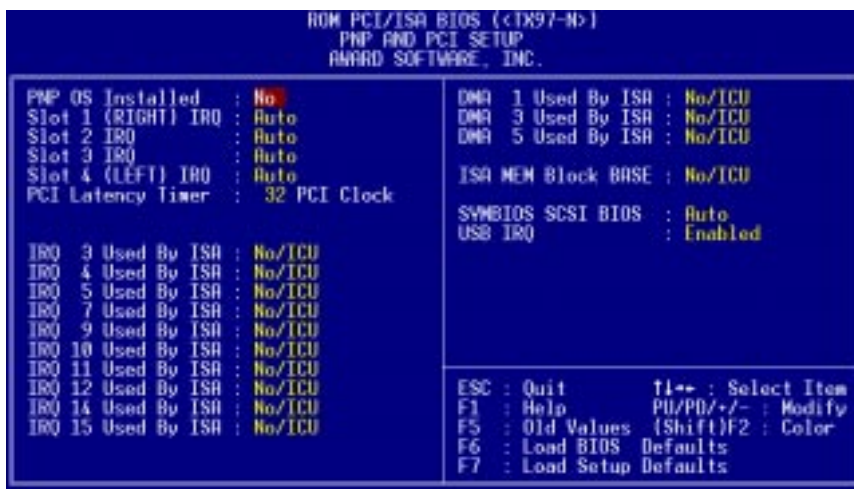 ROM PCI/ISA BIOS (<TX97-N>)
PNP AND PCI SETUP
AWARD SOFTWARE, INC.
PNP OS Installed : No
Slot 1 (RIGHT) IRQ : Auto
Slot 2 IRQ : Auto
Slot 3 IRQ : Auto
Slot 4 (LEFT) IRQ : Auto
PCI Latency Timer : 32 PCI Clock
IRQ 3 Used By ISA : No/ICU
IRQ 4 Used By ISA : No/ICU
IRQ 5 Used By ISA : No/ICU
IRQ 7 Used By ISA : No/ICU
IRQ 9 Used By ISA : No/ICU
IRQ 10 Used By ISA : No/ICU
IRQ 11 Used By ISA : No/ICU
IRQ 12 Used By ISA : No/ICU
IRQ 14 Used By ISA : No/ICU
IRQ 15 Used By ISA : No/ICU
DMA 1 Used By ISA : No/ICU
DMA 3 Used By ISA : No/ICU
DMA 5 Used By ISA : No/ICU
ISA MEM Block BASE : No/ICU
SYMBIOS SCSI BIOS : Auto
USB IRQ : Enabled
ESC : Quit ↑↓→← : Select Item
F1 : Help PU/PD/+/- : Modify
F5 : Old Values (Shift)F2 : Color
F6 : Load BIOS Defaults
F7 : Load Setup Defaults